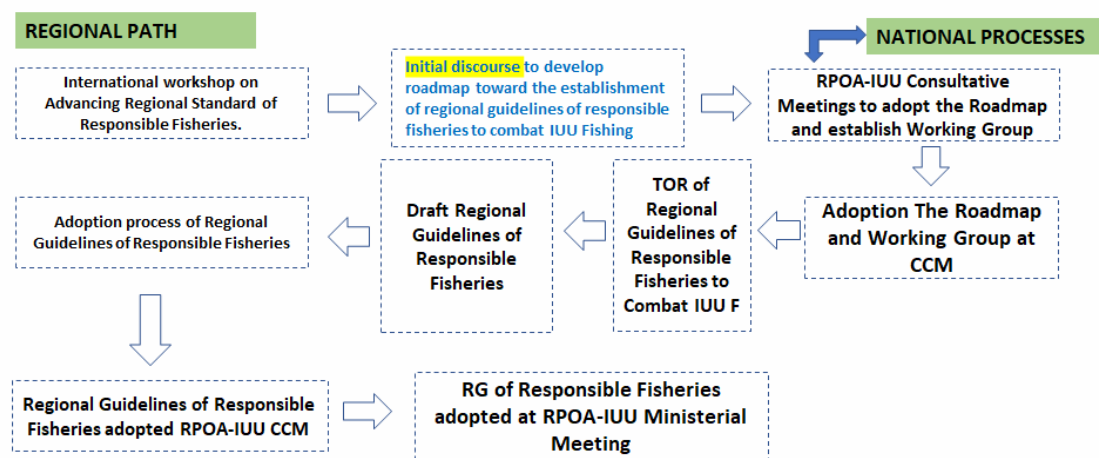 REGIONAL PATH
NATIONAL PROCESSES
International workshop on
Advancing Regional Standard of
Responsible Fisheries.
Initial discourse to develop
roadmap toward the establishment
of regional guidelines of responsible
fisheries to combat IUU Fishing
RPOA-IUU Consultative
Meetings to adopt the Roadmap
and establish Working Group
Adoption The Roadmap
and Working Group at
CCM
TOR of
Regional
Guidelines of
Responsible
Fisheries to
Combat IUU F
Draft Regional
Guidelines of
Responsible
Fisheries
Adoption process of Regional
Guidelines of Responsible Fisheries
Regional Guidelines of Responsible
Fisheries adopted RPOA-IUU CCM
RG of Responsible Fisheries
adopted at RPOA-IUU Ministerial
Meeting